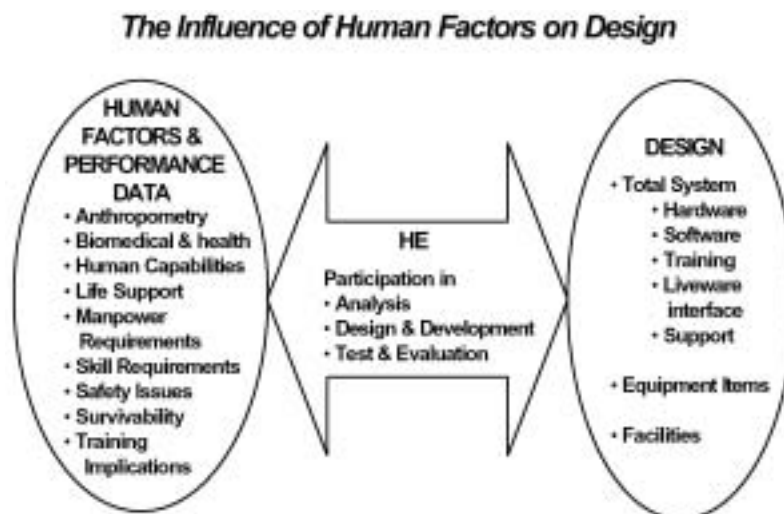 The Influence of Human Factors on Design
HUMAN
FACTORS &
PERFORMANCE
DATA
• Anthropometry
• Biomedical & health
• Human Capabilities
• Life Support
• Manpower
Requirements
• Skill Requirements
• Safety Issues
• Survivability
• Training
Implications
HE
Participation in
• Analysis
• Design & Development
• Test & Evaluation
DESIGN
• Total System
• Hardware
• Software
• Training
• Liveware
interface
• Support
• Equipment Items
• Facilities